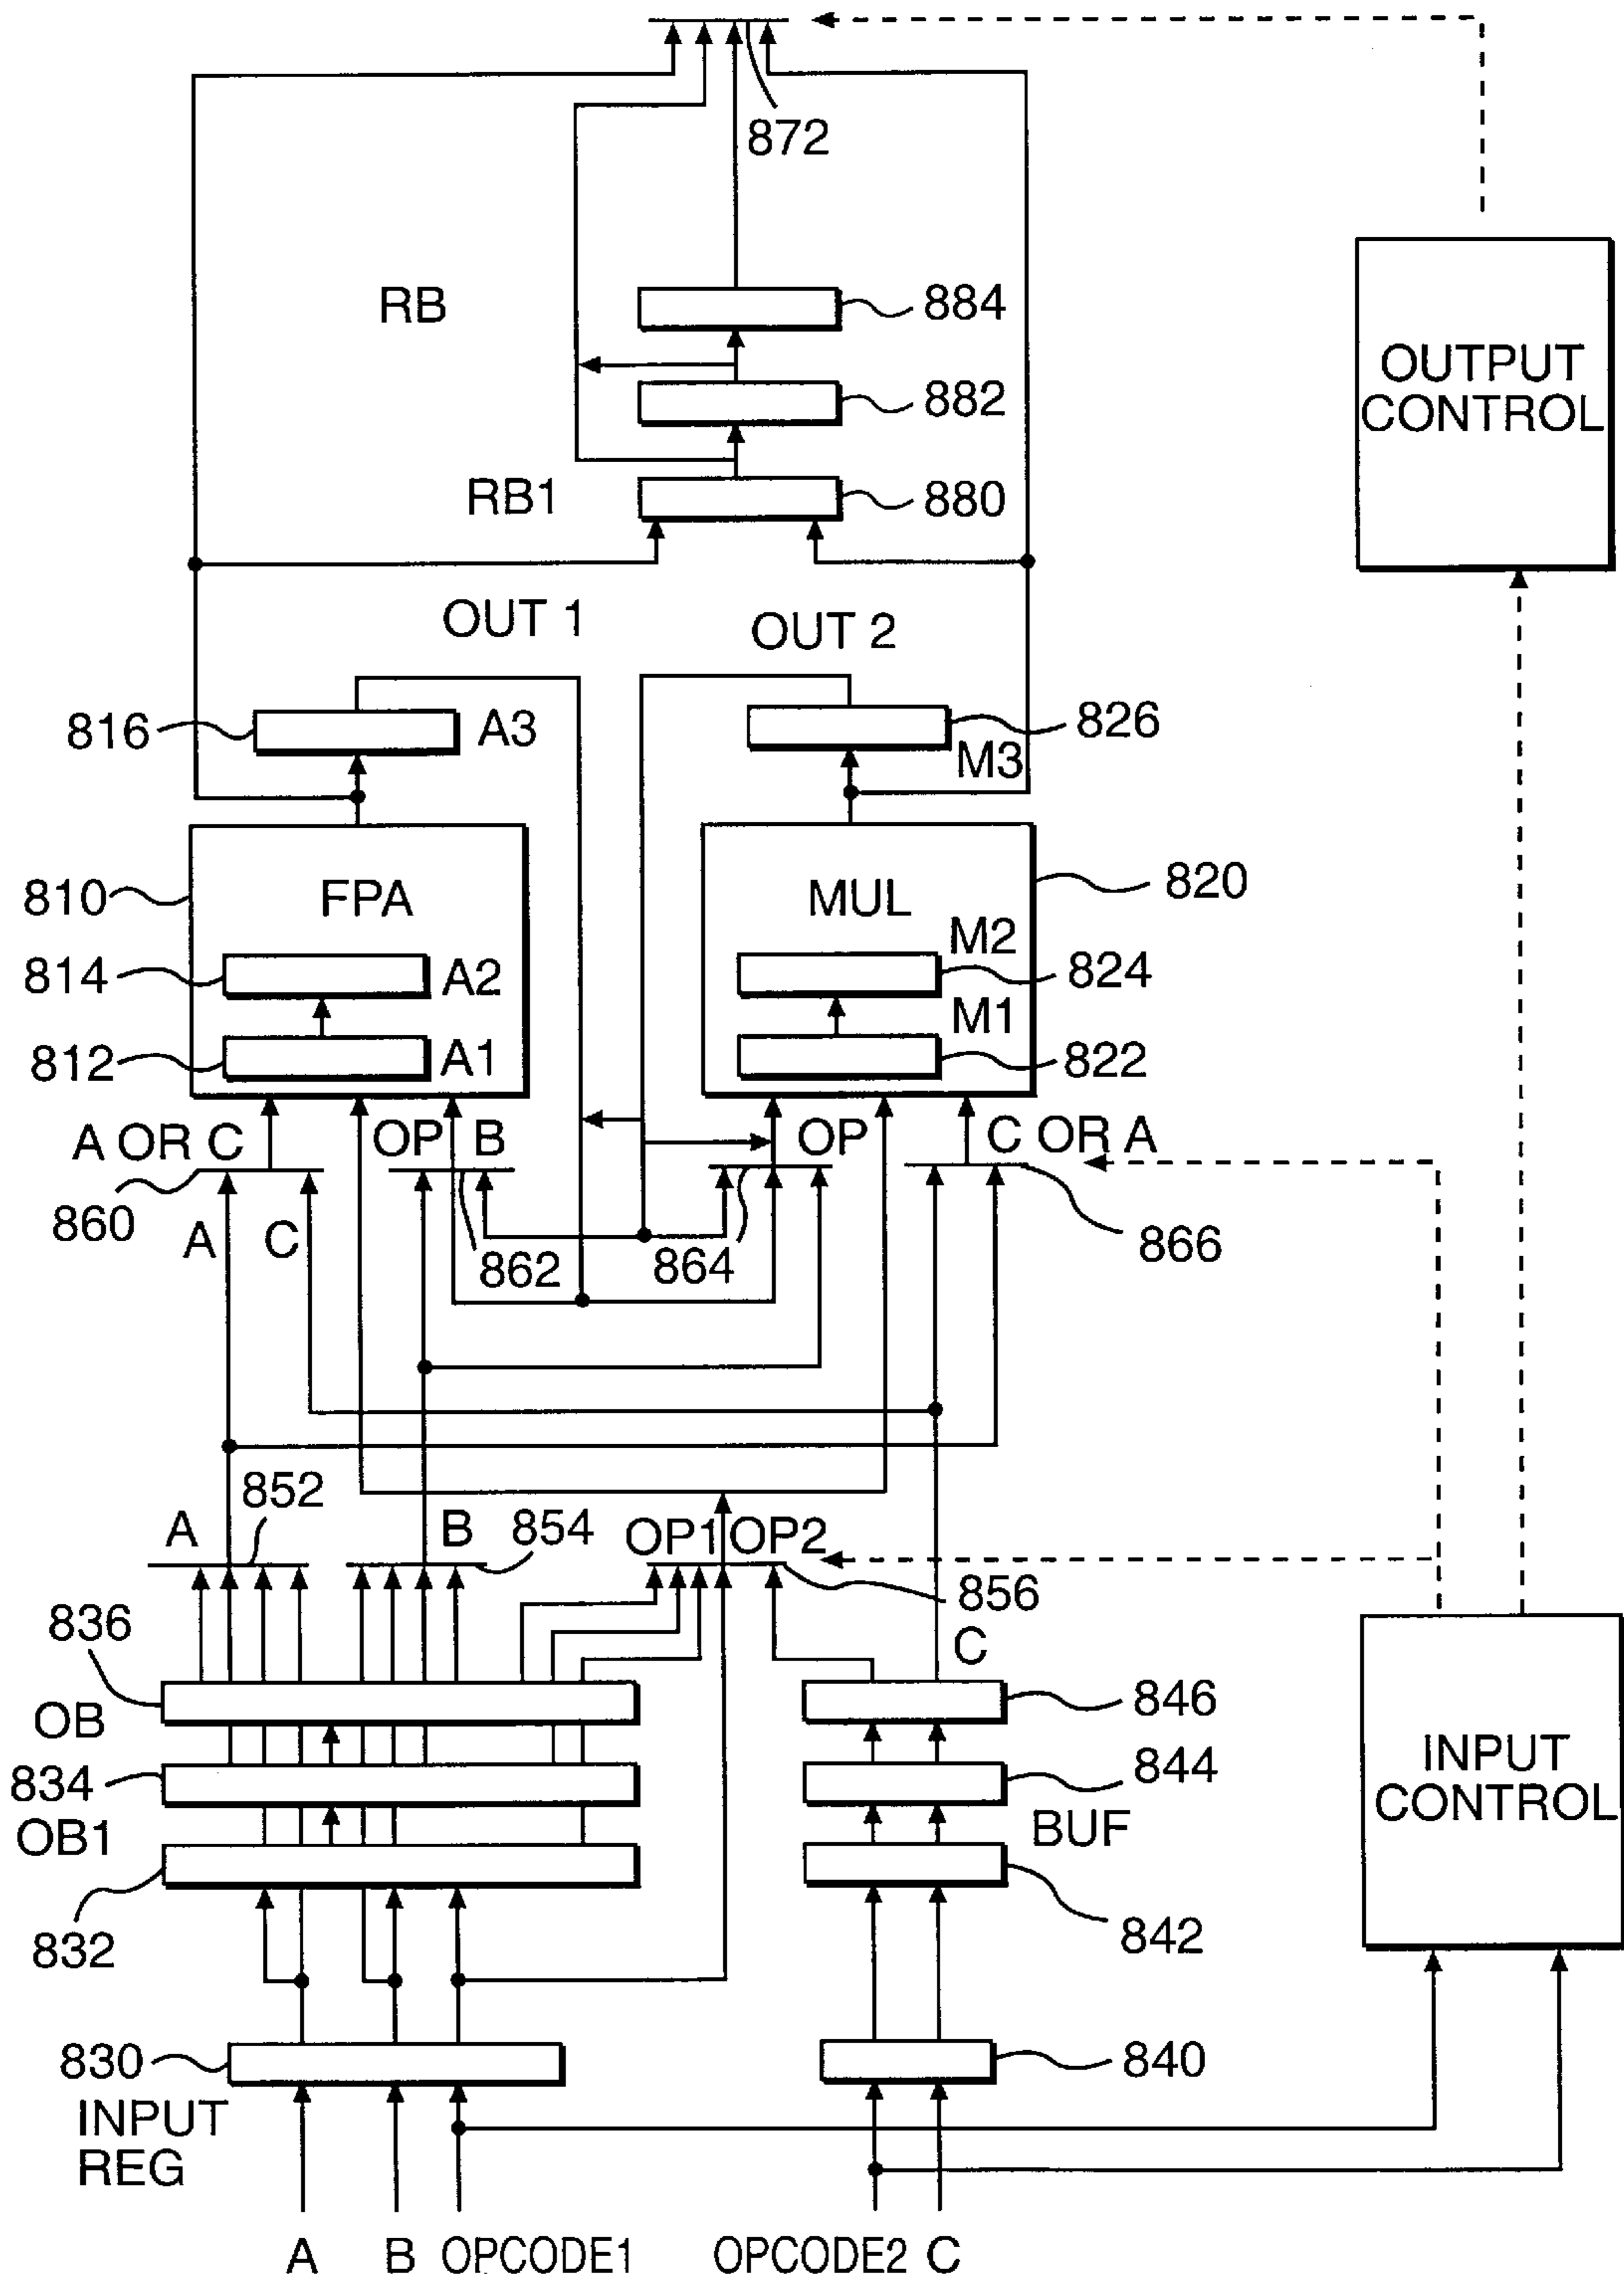 872
RB
884
OUTPUT
CONTROL
882
RB1
880
OUT 1
OUT 2
816
A3
826
M3
810
FPA
MUL
820
M2
814
A2
824
M1
812
A1
822
A OR C
OP
B
OP
C OR A
860
A
C
862
864
866
852
A
B
854
OP1
OP2
856
836
C
OB
846
834
844
INPUT
CONTROL
OB1
BUF
832
842
830
840
INPUT
REG
A
B
OPCODE1
OPCODE2
C